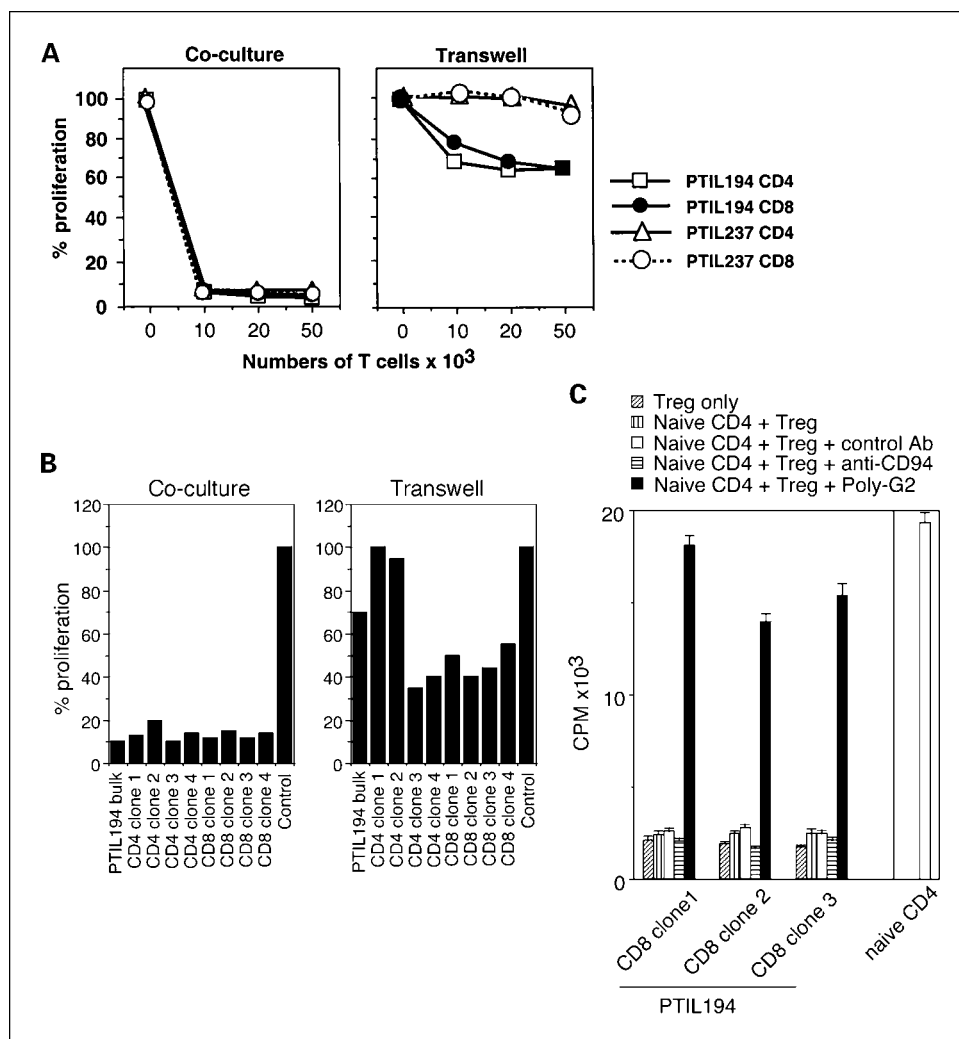 A
Co-culture
Transwell
100
80
60
40
20
0
% proliferation
0 10 20 50
0 10 20 50
Numbers of T cells x 10³
PTIL194 CD4
PTIL194 CD8
PTIL237 CD4
PTIL237 CD8
B
Co-culture
Transwell
120
100
80
60
40
20
0
% proliferation
120
100
80
60
40
20
0
PTIL194 bulk
CD4 clone 1
CD4 clone 2
CD4 clone 3
CD4 clone 4
CD8 clone 1
CD8 clone 2
CD8 clone 3
CD8 clone 4
Control
PTIL194 bulk
CD4 clone 1
CD4 clone 2
CD4 clone 3
CD4 clone 4
CD8 clone 1
CD8 clone 2
CD8 clone 3
CD8 clone 4
Control
C
Treg only
Naive CD4 + Treg
Naive CD4 + Treg + control Ab
Naive CD4 + Treg + anti-CD94
Naive CD4 + Treg + Poly-G2
20
10
0
CPM x10³
CD8 clone1
CD8 clone 2
CD8 clone 3
naive CD4
PTIL194